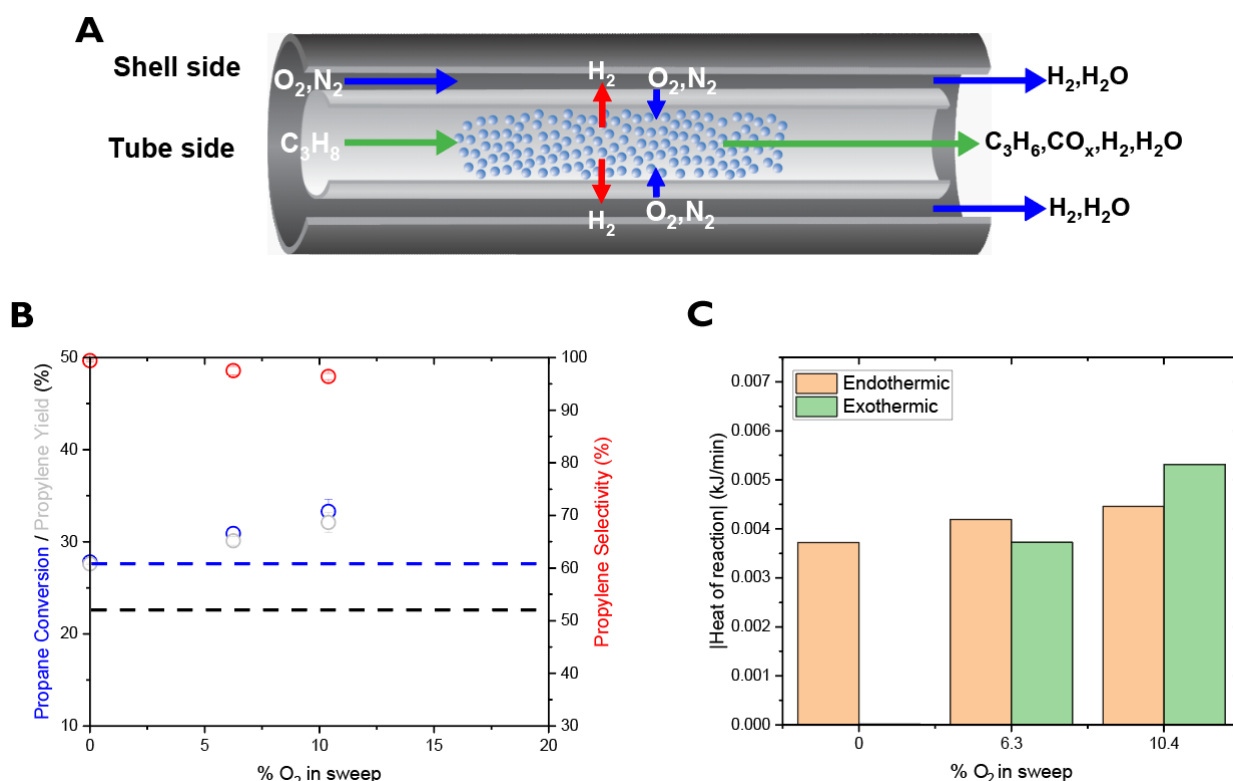 A
Shell side
O₂,N₂
H₂
O₂,N₂
H₂,H₂O
Tube side
C₃H₈
C₃H₆,COₓ,H₂,H₂O
H₂
O₂,N₂
H₂,H₂O
B
Propane Conversion / Propylene Yield (%)
50
40
30
20
10
0
5
10
15
20
% O₂ in sweep
100
90
80
70
60
50
40
30
Propylene Selectivity (%)
C
|Heat of reaction| (kJ/min)
0.007
0.006
0.005
0.004
0.003
0.002
0.001
0.000
Endothermic
Exothermic
0
6.3
10.4
% O₂ in sweep